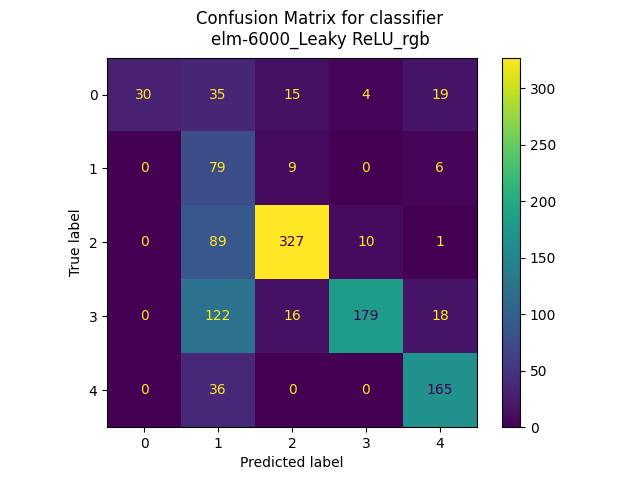 Confusion Matrix for classifier
elm-6000_Leaky ReLU_rgb
True label
0 30 35 15 4 19
1 0 79 9 0 6
2 0 89 327 10 1
3 0 122 16 179 18
4 0 36 0 0 165
0 1 2 3 4
Predicted label
300
250
200
150
100
50
0